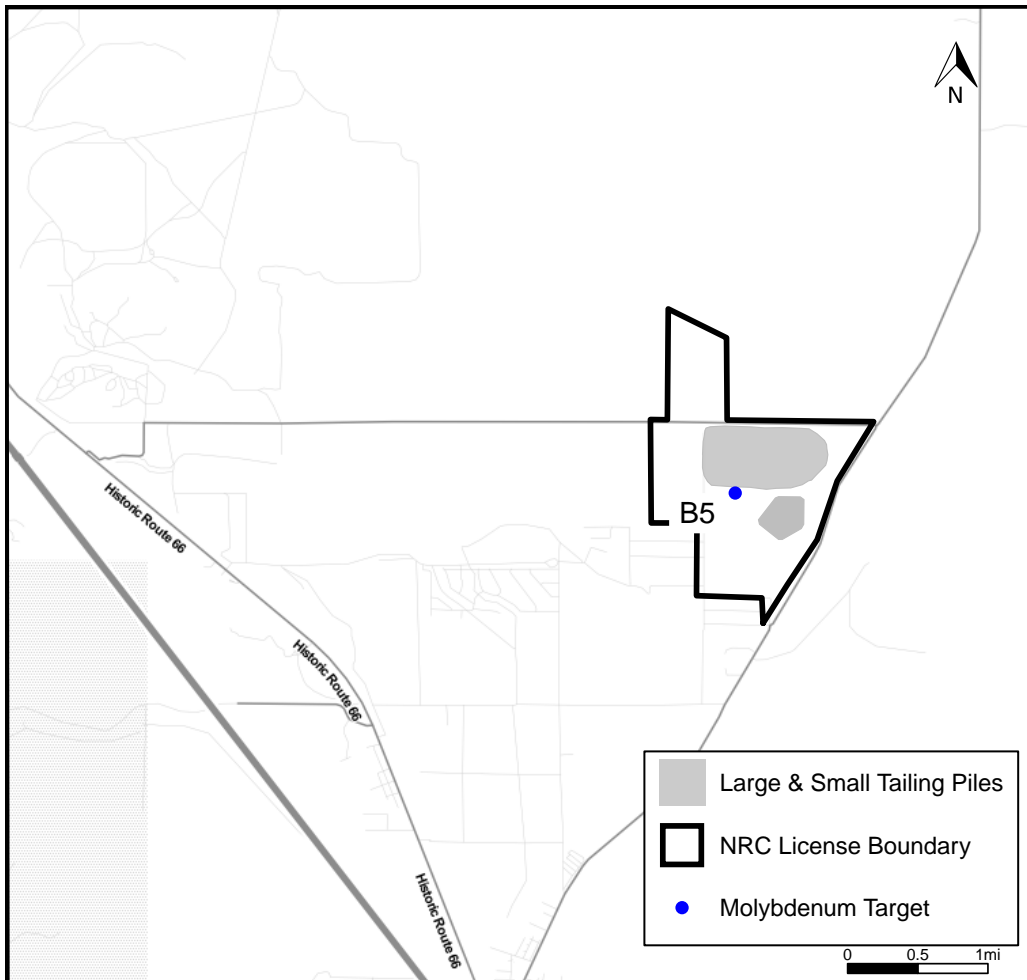 N
B5
Historic Route 66
Historic Route 66
Historic Route 66
Large & Small Tailing Piles
NRC License Boundary
Molybdenum Target
0 0.5 1mi